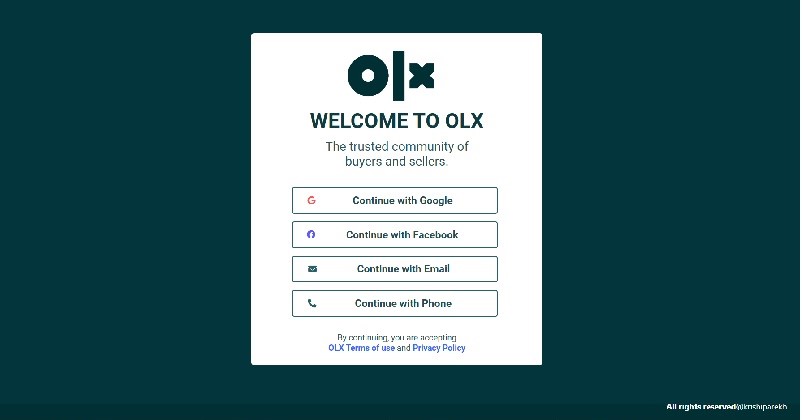 olx
WELCOME TO OLX
The trusted community of
buyers and sellers.
Continue with Google
Continue with Facebook
Continue with Email
Continue with Phone
By continuing, you are accepting
OLX Terms of use and Privacy Policy
All rights reserved@krishiparekh